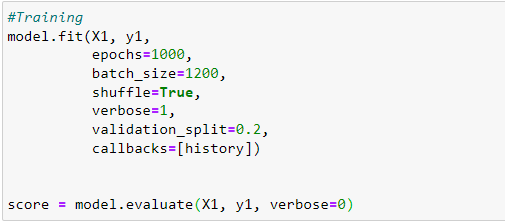 #Training
model.fit(X1, y1,
epochs=1000,
batch_size=1200,
shuffle=True,
verbose=1,
validation_split=0.2,
callbacks=[history])
score = model.evaluate(X1, y1, verbose=0)